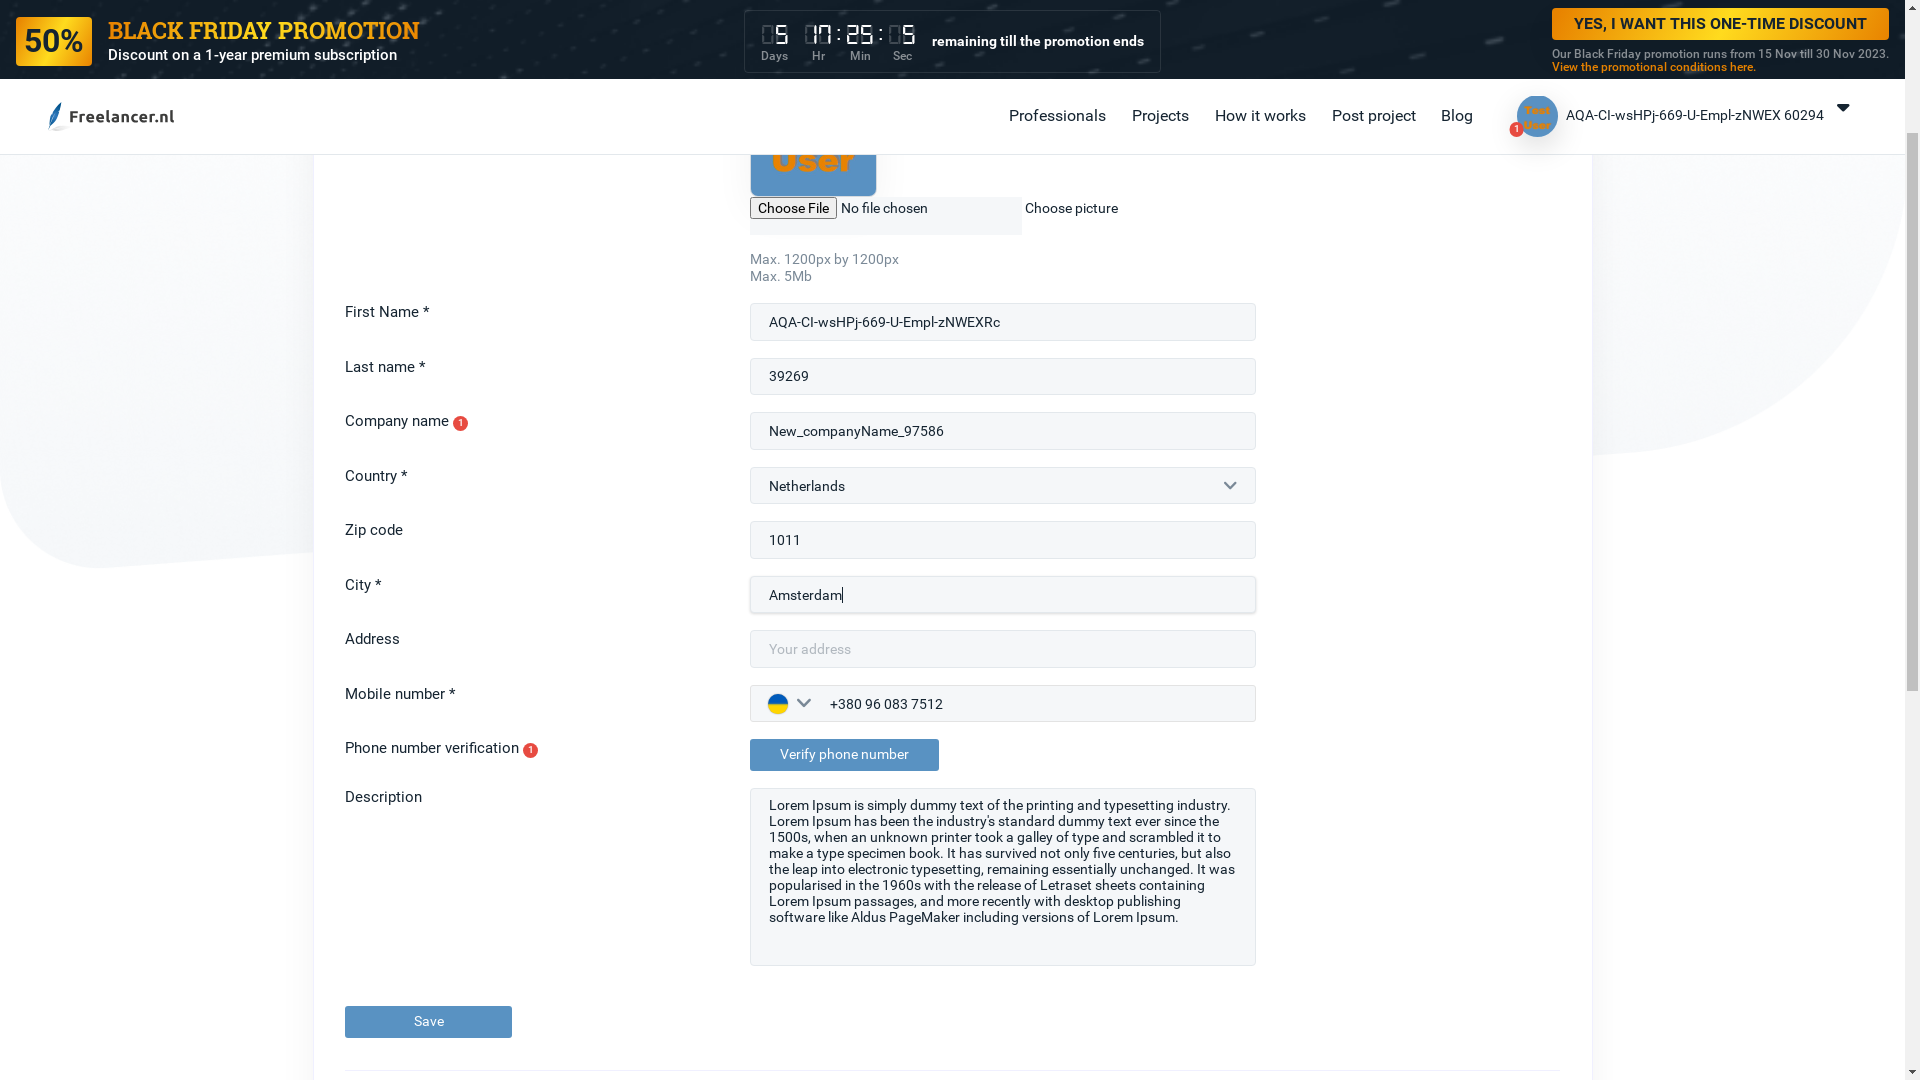 50%
BLACK FRIDAY PROMOTION
Discount on a 1-year premium subscription
5 17 : 25 : 5
Days Hr Min Sec
remaining till the promotion ends
YES, I WANT THIS ONE-TIME DISCOUNT
Our Black Friday promotion runs from 15 Nov till 30 Nov 2023.
View the promotional conditions here.
Freelancer.nl
Professionals
Projects
How it works
Post project
Blog
Test
User
1
AQA-CI-wsHPj-669-U-Empl-zNWEX 60294
User
Choose File No file chosen
Choose picture
Max. 1200px by 1200px
Max. 5Mb
First Name *
AQA-CI-wsHPj-669-U-Empl-zNWEXRc
Last name *
39269
Company name 1
New_companyName_97586
Country *
Netherlands
Zip code
1011
City *
Amsterdam
Address
Your address
Mobile number *
+380 96 083 7512
Phone number verification 1
Verify phone number
Description
Lorem Ipsum is simply dummy text of the printing and typesetting industry.
Lorem Ipsum has been the industry's standard dummy text ever since the
1500s, when an unknown printer took a galley of type and scrambled it to
make a type specimen book. It has survived not only five centuries, but also
the leap into electronic typesetting, remaining essentially unchanged. It was
popularised in the 1960s with the release of Letraset sheets containing
Lorem Ipsum passages, and more recently with desktop publishing
software like Aldus PageMaker including versions of Lorem Ipsum.
Save